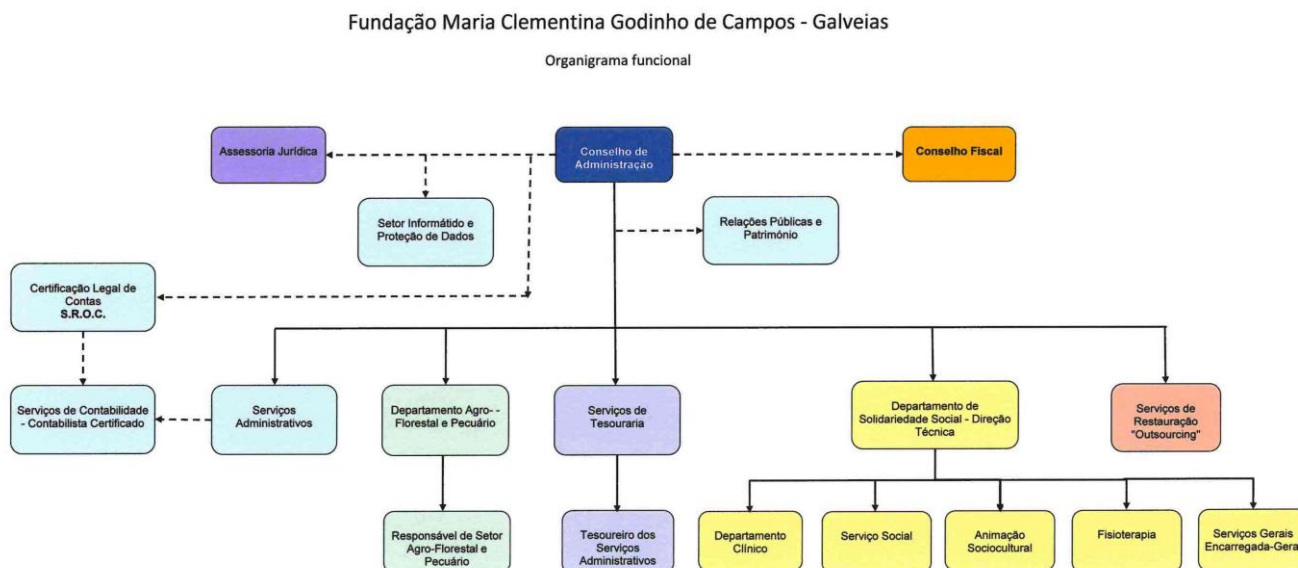 Fundação Maria Clementina Godinho de Campos - Galveias
Organigrama funcional
Assessoria Jurídica
Conselho de
Administração
Conselho Fiscal
Setor Informátido e
Proteção de Dados
Relações Públicas e
Património
Certificação Legal de
Contas
S.R.O.C.
Serviços de Contabilidade
- Contabilista Certificado
Serviços
Administrativos
Departamento Agro- -
Florestal e Pecuário
Serviços de
Tesouraria
Departamento de
Solidariedade Social - Direção
Técnica
Serviços de
Restauração
"Outsourcing"
Responsável de Setor
Agro-Florestal e
Pecuário
Tesoureiro dos
Serviços
Administrativos
Departamento
Clínico
Serviço Social
Animação
Sociocultural
Fisioterapia
Serviços Gerais
Encarregada-Geral